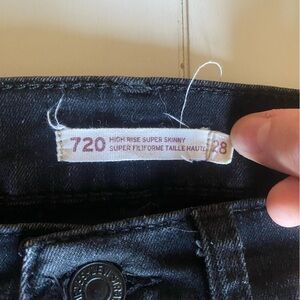 720 HIGH RISE SUPER SKINNY
SUPER FILIFORME TAILLE HAUTE 28